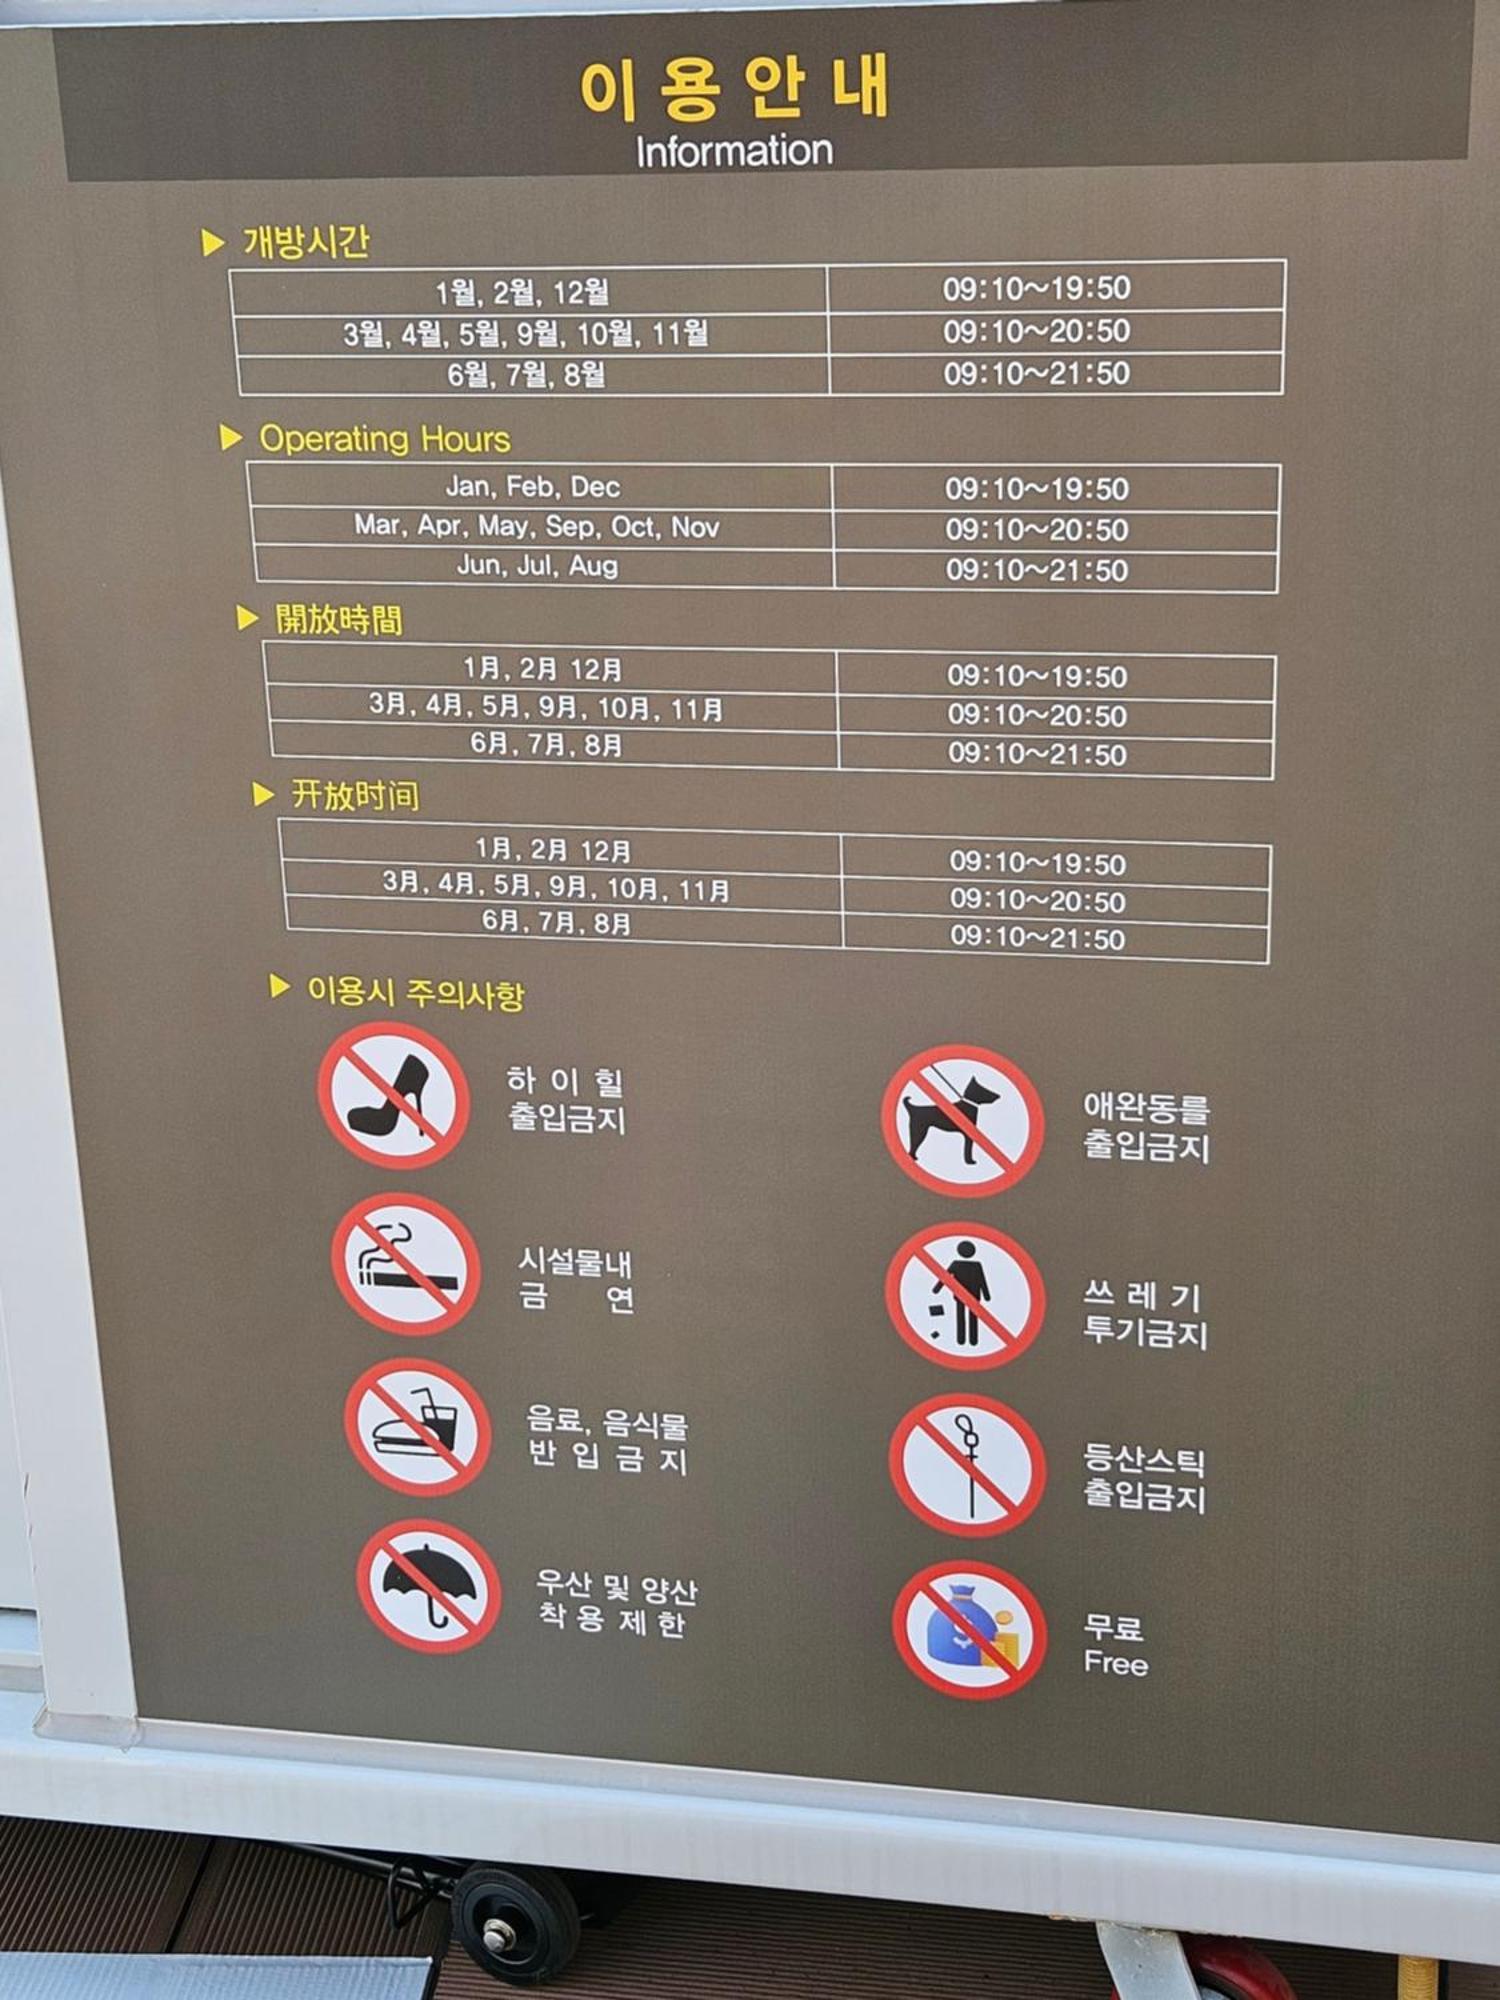 이용안내
Information
▶ 개방시간
1월, 2월, 12월 09:10~19:50
3월, 4월, 5월, 9월, 10월, 11월 09:10~20:50
6월, 7월, 8월 09:10~21:50
▶ Operating Hours
Jan, Feb, Dec 09:10~19:50
Mar, Apr, May, Sep, Oct, Nov 09:10~20:50
Jun, Jul, Aug 09:10~21:50
▶ 開放時間
1月, 2月 12月 09:10~19:50
3月, 4月, 5月, 9月, 10月, 11月 09:10~20:50
6月, 7月, 8月 09:10~21:50
▶ 开放时间
1月, 2月 12月 09:10~19:50
3月, 4月, 5月, 9月, 10月, 11月 09:10~20:50
6月, 7月, 8月 09:10~21:50
▶ 이용시 주의사항
하이힐
출입금지
애완동를
출입금지
시설물내
금 연
쓰레기
투기금지
음료, 음식물
반입금지
등산스틱
출입금지
우산 및 양산
착용제한
무료
Free